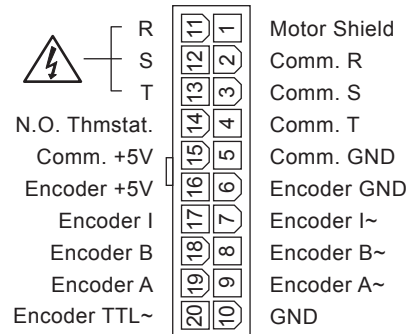 R 11 1 Motor Shield
S 12 2 Comm. R
T 13 3 Comm. S
N.O. Thmstat. 14 4 Comm. T
Comm. +5V 15 5 Comm. GND
Encoder +5V 16 6 Encoder GND
Encoder I 17 7 Encoder I~
Encoder B 18 8 Encoder B~
Encoder A 19 9 Encoder A~
Encoder TTL~ 20 10 GND